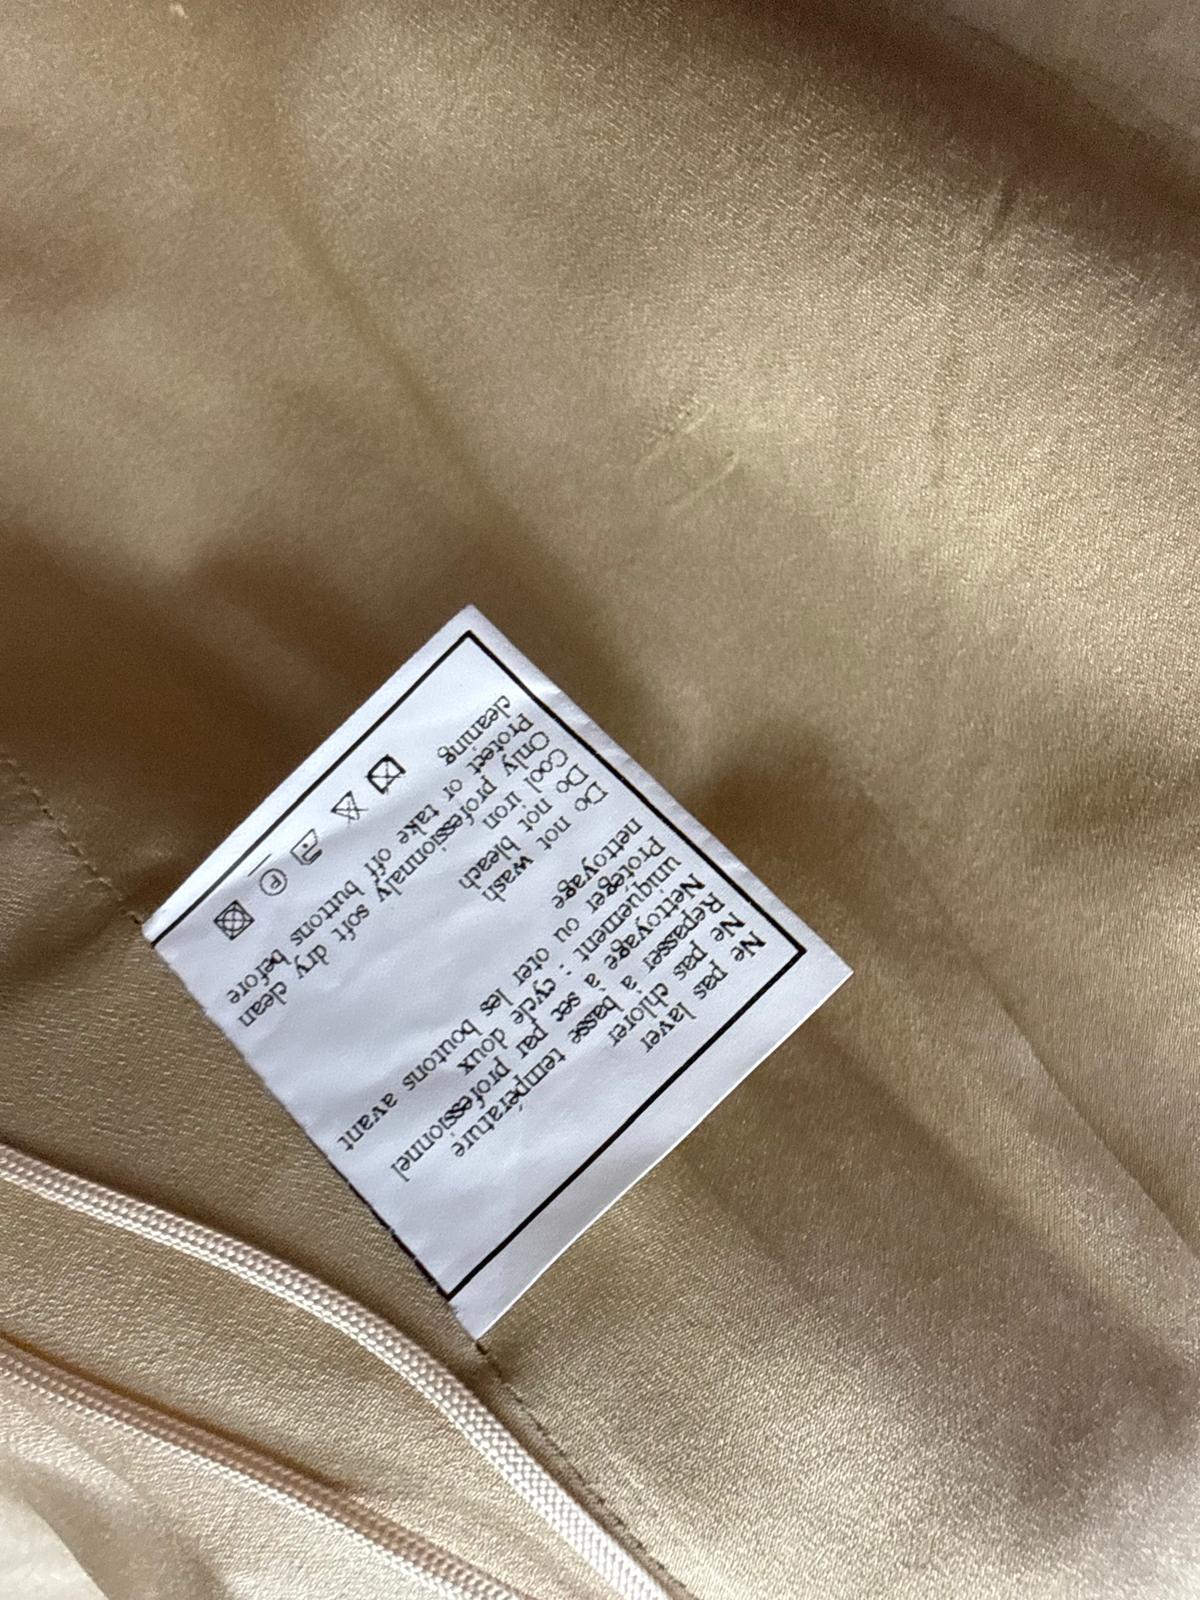 Ne pas laver
Ne pas chlorer
Repasser à basse température
Nettoyage à sec par professionnel
uniquement : cycle doux
Protéger ou oter les boutons avant
nettoyage
Do not wash
Do not bleach
Cool iron
Only professionnaly soft dry clean
Protect or take off buttons before
cleaning
P